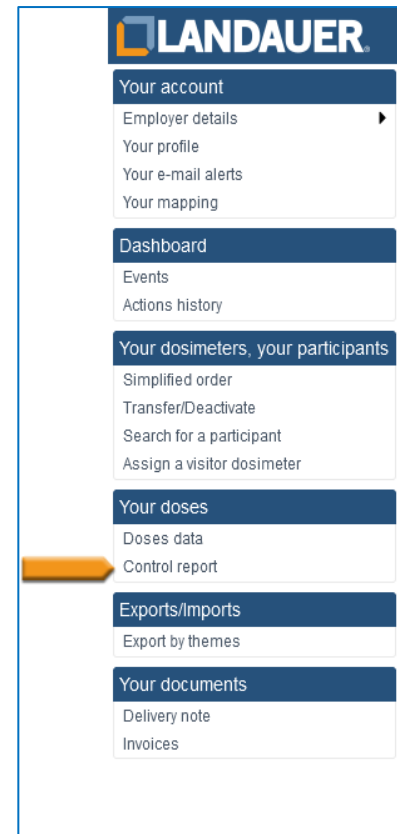 LANDAUER.
Your account
Employer details
Your profile
Your e-mail alerts
Your mapping
Dashboard
Events
Actions history
Your dosimeters, your participants
Simplified order
Transfer/Deactivate
Search for a participant
Assign a visitor dosimeter
Your doses
Doses data
Control report
Exports/Imports
Export by themes
Your documents
Delivery note
Invoices